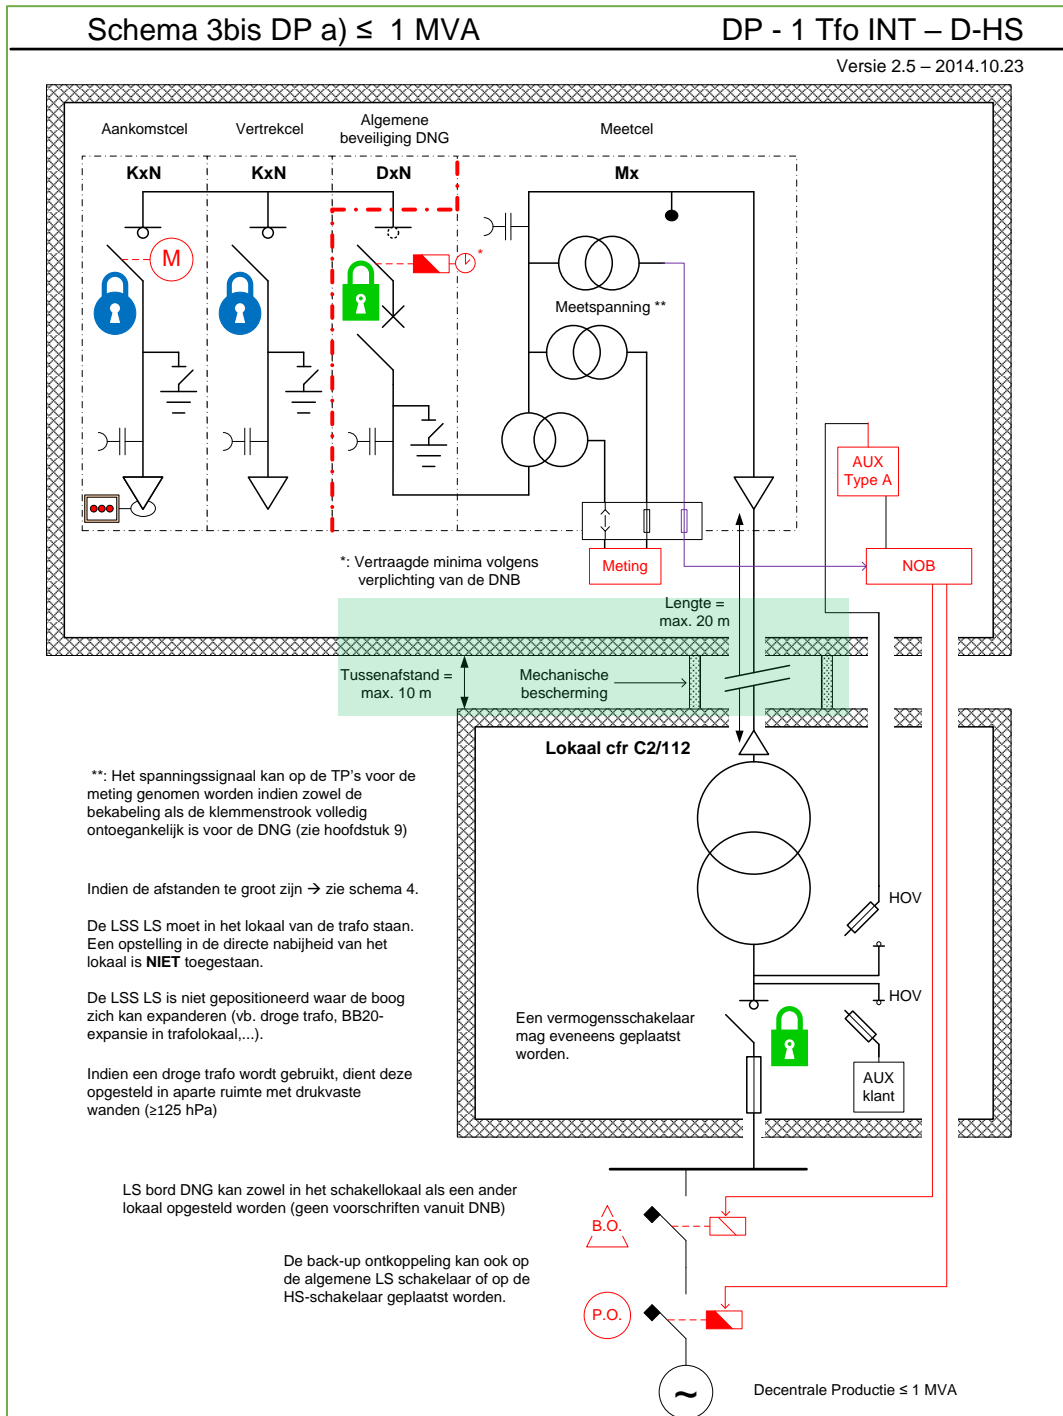 Schema 3bis DP a) ≤ 1 MVA
DP - 1 Tfo INT – D-HS
Versie 2.5 – 2014.10.23
Aankomstcel
Vertrekcel
Algemene
beveiliging DNG
Meetcel
KxN
KxN
DxN
Mx
M
*
Meetspanning **
AUX
Type A
Meting
NOB
*: Vertraagde minima volgens
verplichting van de DNB
Lengte =
max. 20 m
Tussenafstand =
max. 10 m
Mechanische
bescherming
Lokaal cfr C2/112
**: Het spanningssignaal kan op de TP's voor de
meting genomen worden indien zowel de
bekabeling als de klemmenstrook volledig
ontoegankelijk is voor de DNG (zie hoofdstuk 9)
Indien de afstanden te groot zijn → zie schema 4.
HOV
De LSS LS moet in het lokaal van de trafo staan.
Een opstelling in de directe nabijheid van het
lokaal is NIET toegestaan.
De LSS LS is niet gepositioneerd waar de boog
zich kan expanderen (vb. droge trafo, BB20-
expansie in trafolokaal,...).
HOV
Een vermogensschakelaar
mag eveneens geplaatst
worden.
Indien een droge trafo wordt gebruikt, dient deze
opgesteld in aparte ruimte met drukvaste
wanden (≥125 hPa)
AUX
klant
LS bord DNG kan zowel in het schakellokaal als een ander
lokaal opgesteld worden (geen voorschriften vanuit DNB)
B.O.
De back-up ontkoppeling kan ook op
de algemene LS schakelaar of op de
HS-schakelaar geplaatst worden.
P.O.
~
Decentrale Productie ≤ 1 MVA